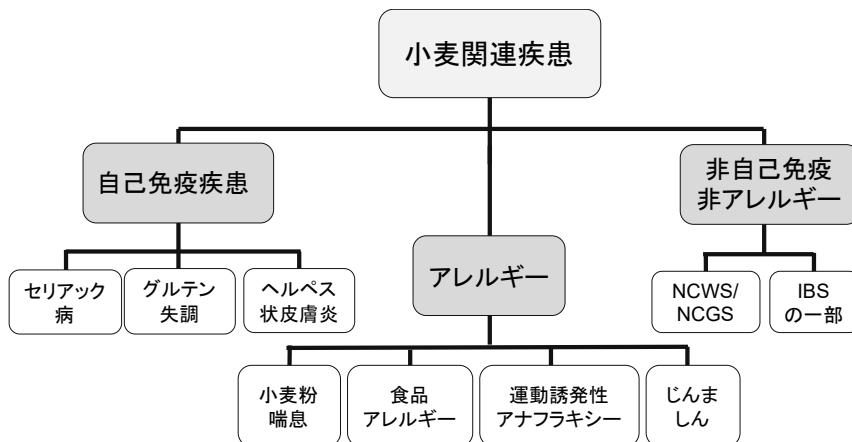 小麦関連疾患
自己免疫疾患
非自己免疫
非アレルギー
アレルギー
セリアック
病
グルテン
失調
ヘルペス
状皮膚炎
NCWS/
NCGS
IBS
の一部
小麦粉
喘息
食品
アレルギー
運動誘発性
アナフラキシー
じんま
しん